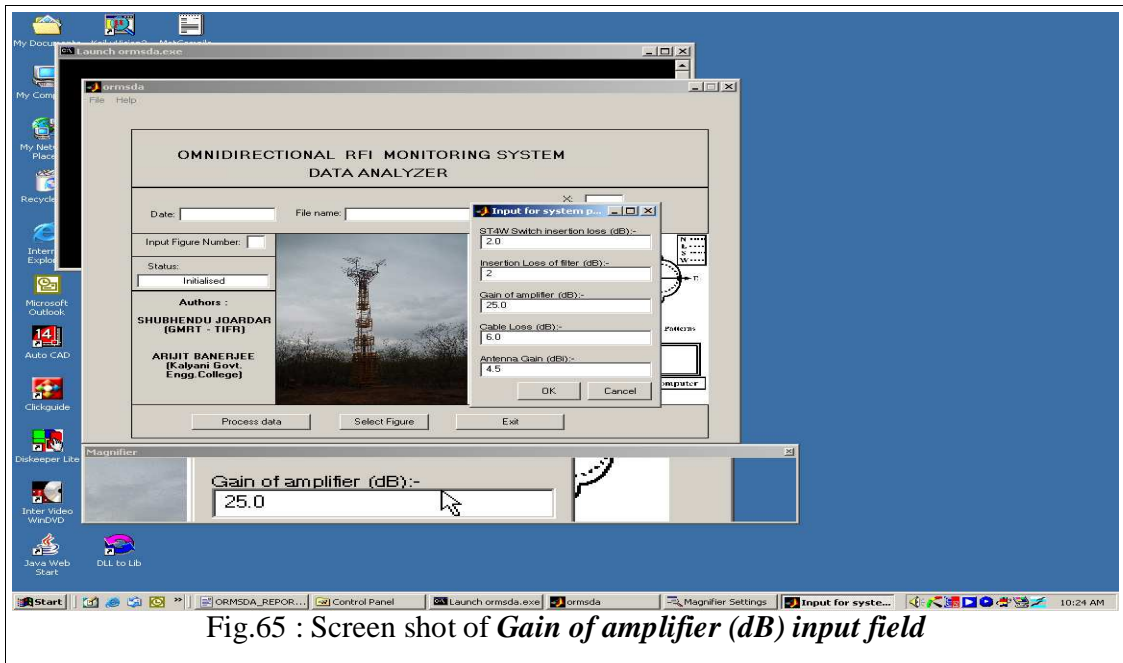 My
Launch ormsda.exe
ormsda
File Help
My
My
Place
OMNIDIRECTIONAL RFI MONITORING SYSTEM
DATA ANALYZER
X:
Date:
File name:
Input for system p...
ST4W Switch insertion loss (dB):-
2.0
Insertion Loss of filter (dB):-
2
Gain of amplifier (dB):-
25.0
Cable Loss (dB):-
6.0
Antenna Gain (dBi):-
4.5
OK Cancel
Input Figure Number:
Status:
Initialised
Authors :
SHUBHENDU JOARDAR
(GMRT - TIFR)
ARIJIT BANERJEE
(Kalyani Govt.
Engg.College)
N
S
W
E
Patterns
Process data Select Figure Exit
Microsoft
Outlook
14
Auto CAD
Clickguide
Diskeeper Lite
Inter Video
WinDVD
Java Web
Start
DLL to Lib
Magnifier
Gain of amplifier (dB):-
25.0
Start
ORMSDA_REPOR...
Control Panel
Launch ormsda.exe
ormsda
Magnifier Settings
Input for syste...
10:24 AM
Fig.65 : Screen shot of Gain of amplifier (dB) input field